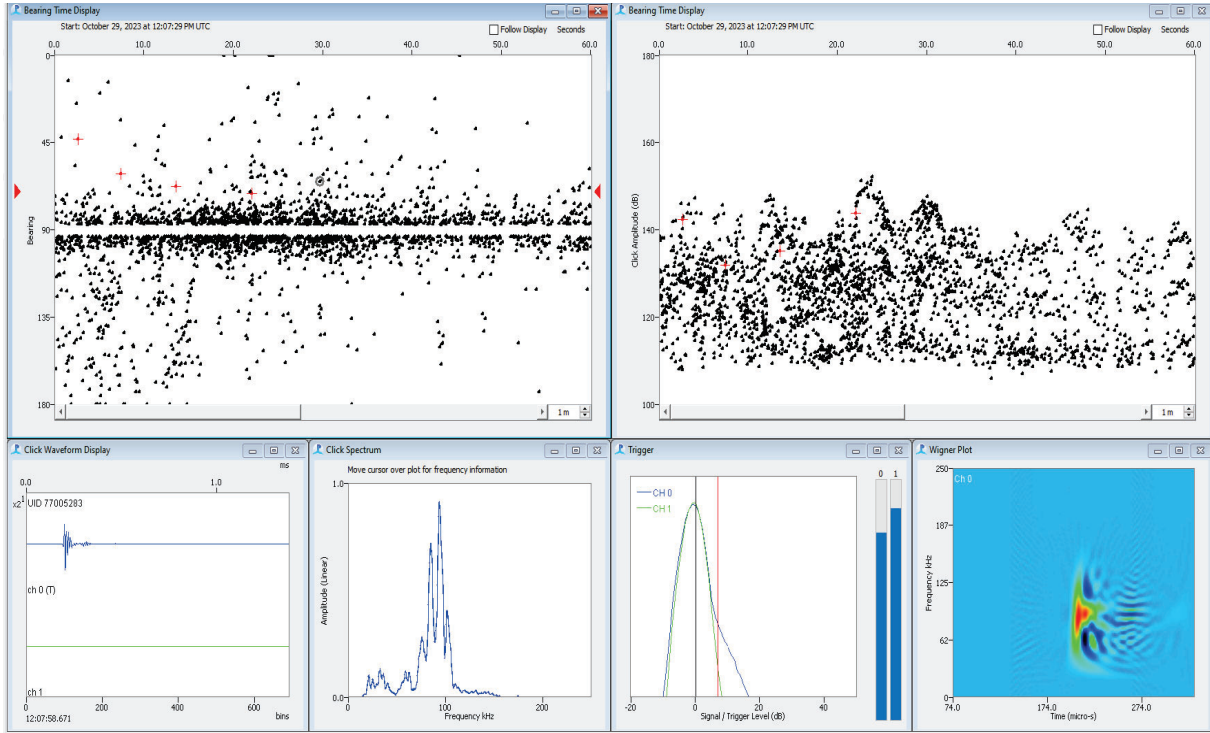 Bearing Time Display
Start: October 29, 2023 at 12:07:29 PM UTC
Follow Display Seconds
0.0 10.0 20.0 30.0 40.0 50.0 60.0
0
45
90
135
180
Bearing
1 m
Bearing Time Display
Start: October 29, 2023 at 12:07:29 PM UTC
Follow Display Seconds
0.0 10.0 20.0 30.0 40.0 50.0 60.0
180
160
140
120
100
Click Amplitude (dB)
1 m
Click Waveform Display
ms
0.0 1.0
x2^1 UID 77005283
ch 0 (T)
ch 1
0 200 400 600
12:07:58.671 bins
Click Spectrum
Move cursor over plot for frequency information
1.0
Amplitude (Linear)
0.0
0 100 200
Frequency kHz
Trigger
0 1
CH 0
CH 1
-20 0 20 40
Signal / Trigger Level (dB)
Wigner Plot
Ch 0
250
187
125
62
0
Frequency kHz
74.0 174.0 274.0
Time (micro-s)